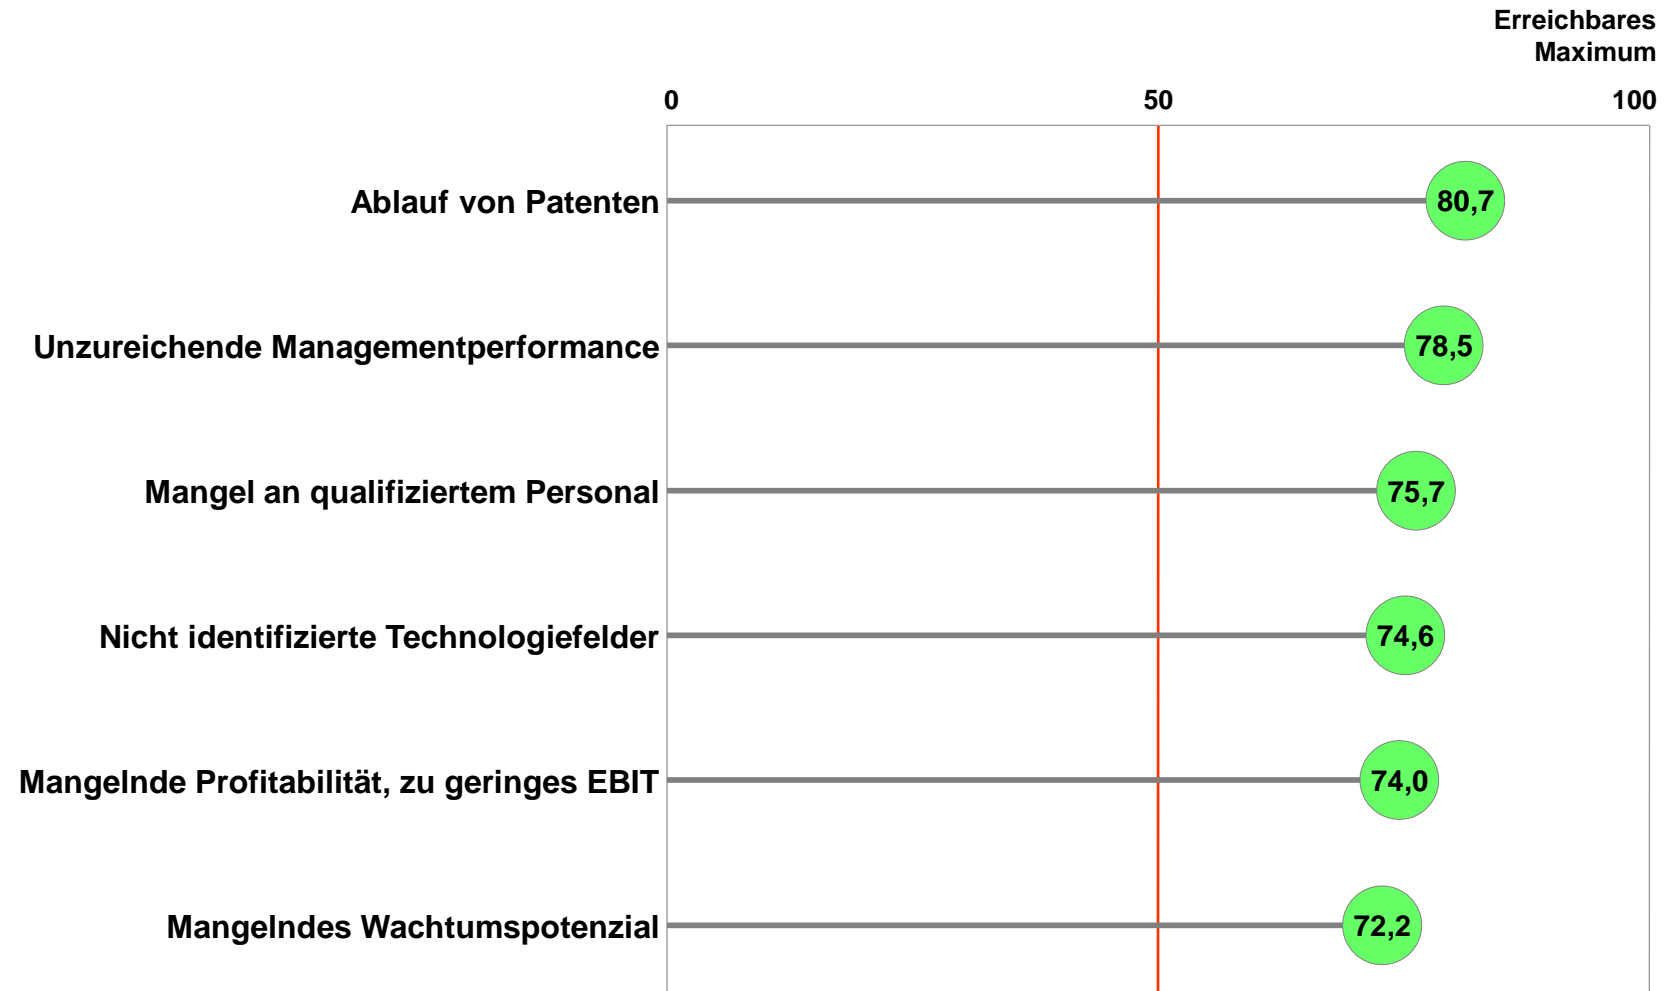 Erreichbares
Maximum
0 50 100
Ablauf von Patenten 80,7
Unzureichende Managementperformance 78,5
Mangel an qualifiziertem Personal 75,7
Nicht identifizierte Technologiefelder 74,6
Mangelnde Profitabilität, zu geringes EBIT 74,0
Mangelndes Wachtumspotenzial 72,2